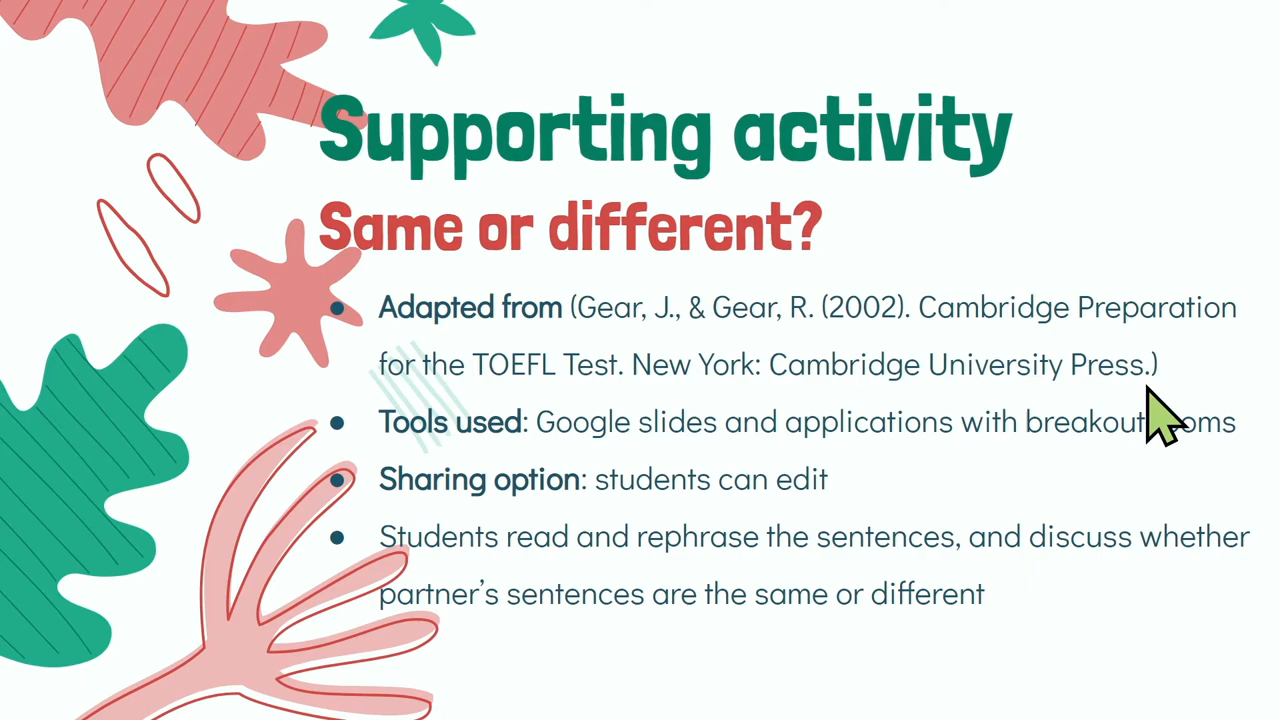 Supporting activity
Same or different?
Adapted from (Gear, J., & Gear, R. (2002). Cambridge Preparation
for the TOEFL Test. New York: Cambridge University Press.)
Tools used: Google slides and applications with breakout rooms
Sharing option: students can edit
Students read and rephrase the sentences, and discuss whether
partner’s sentences are the same or different